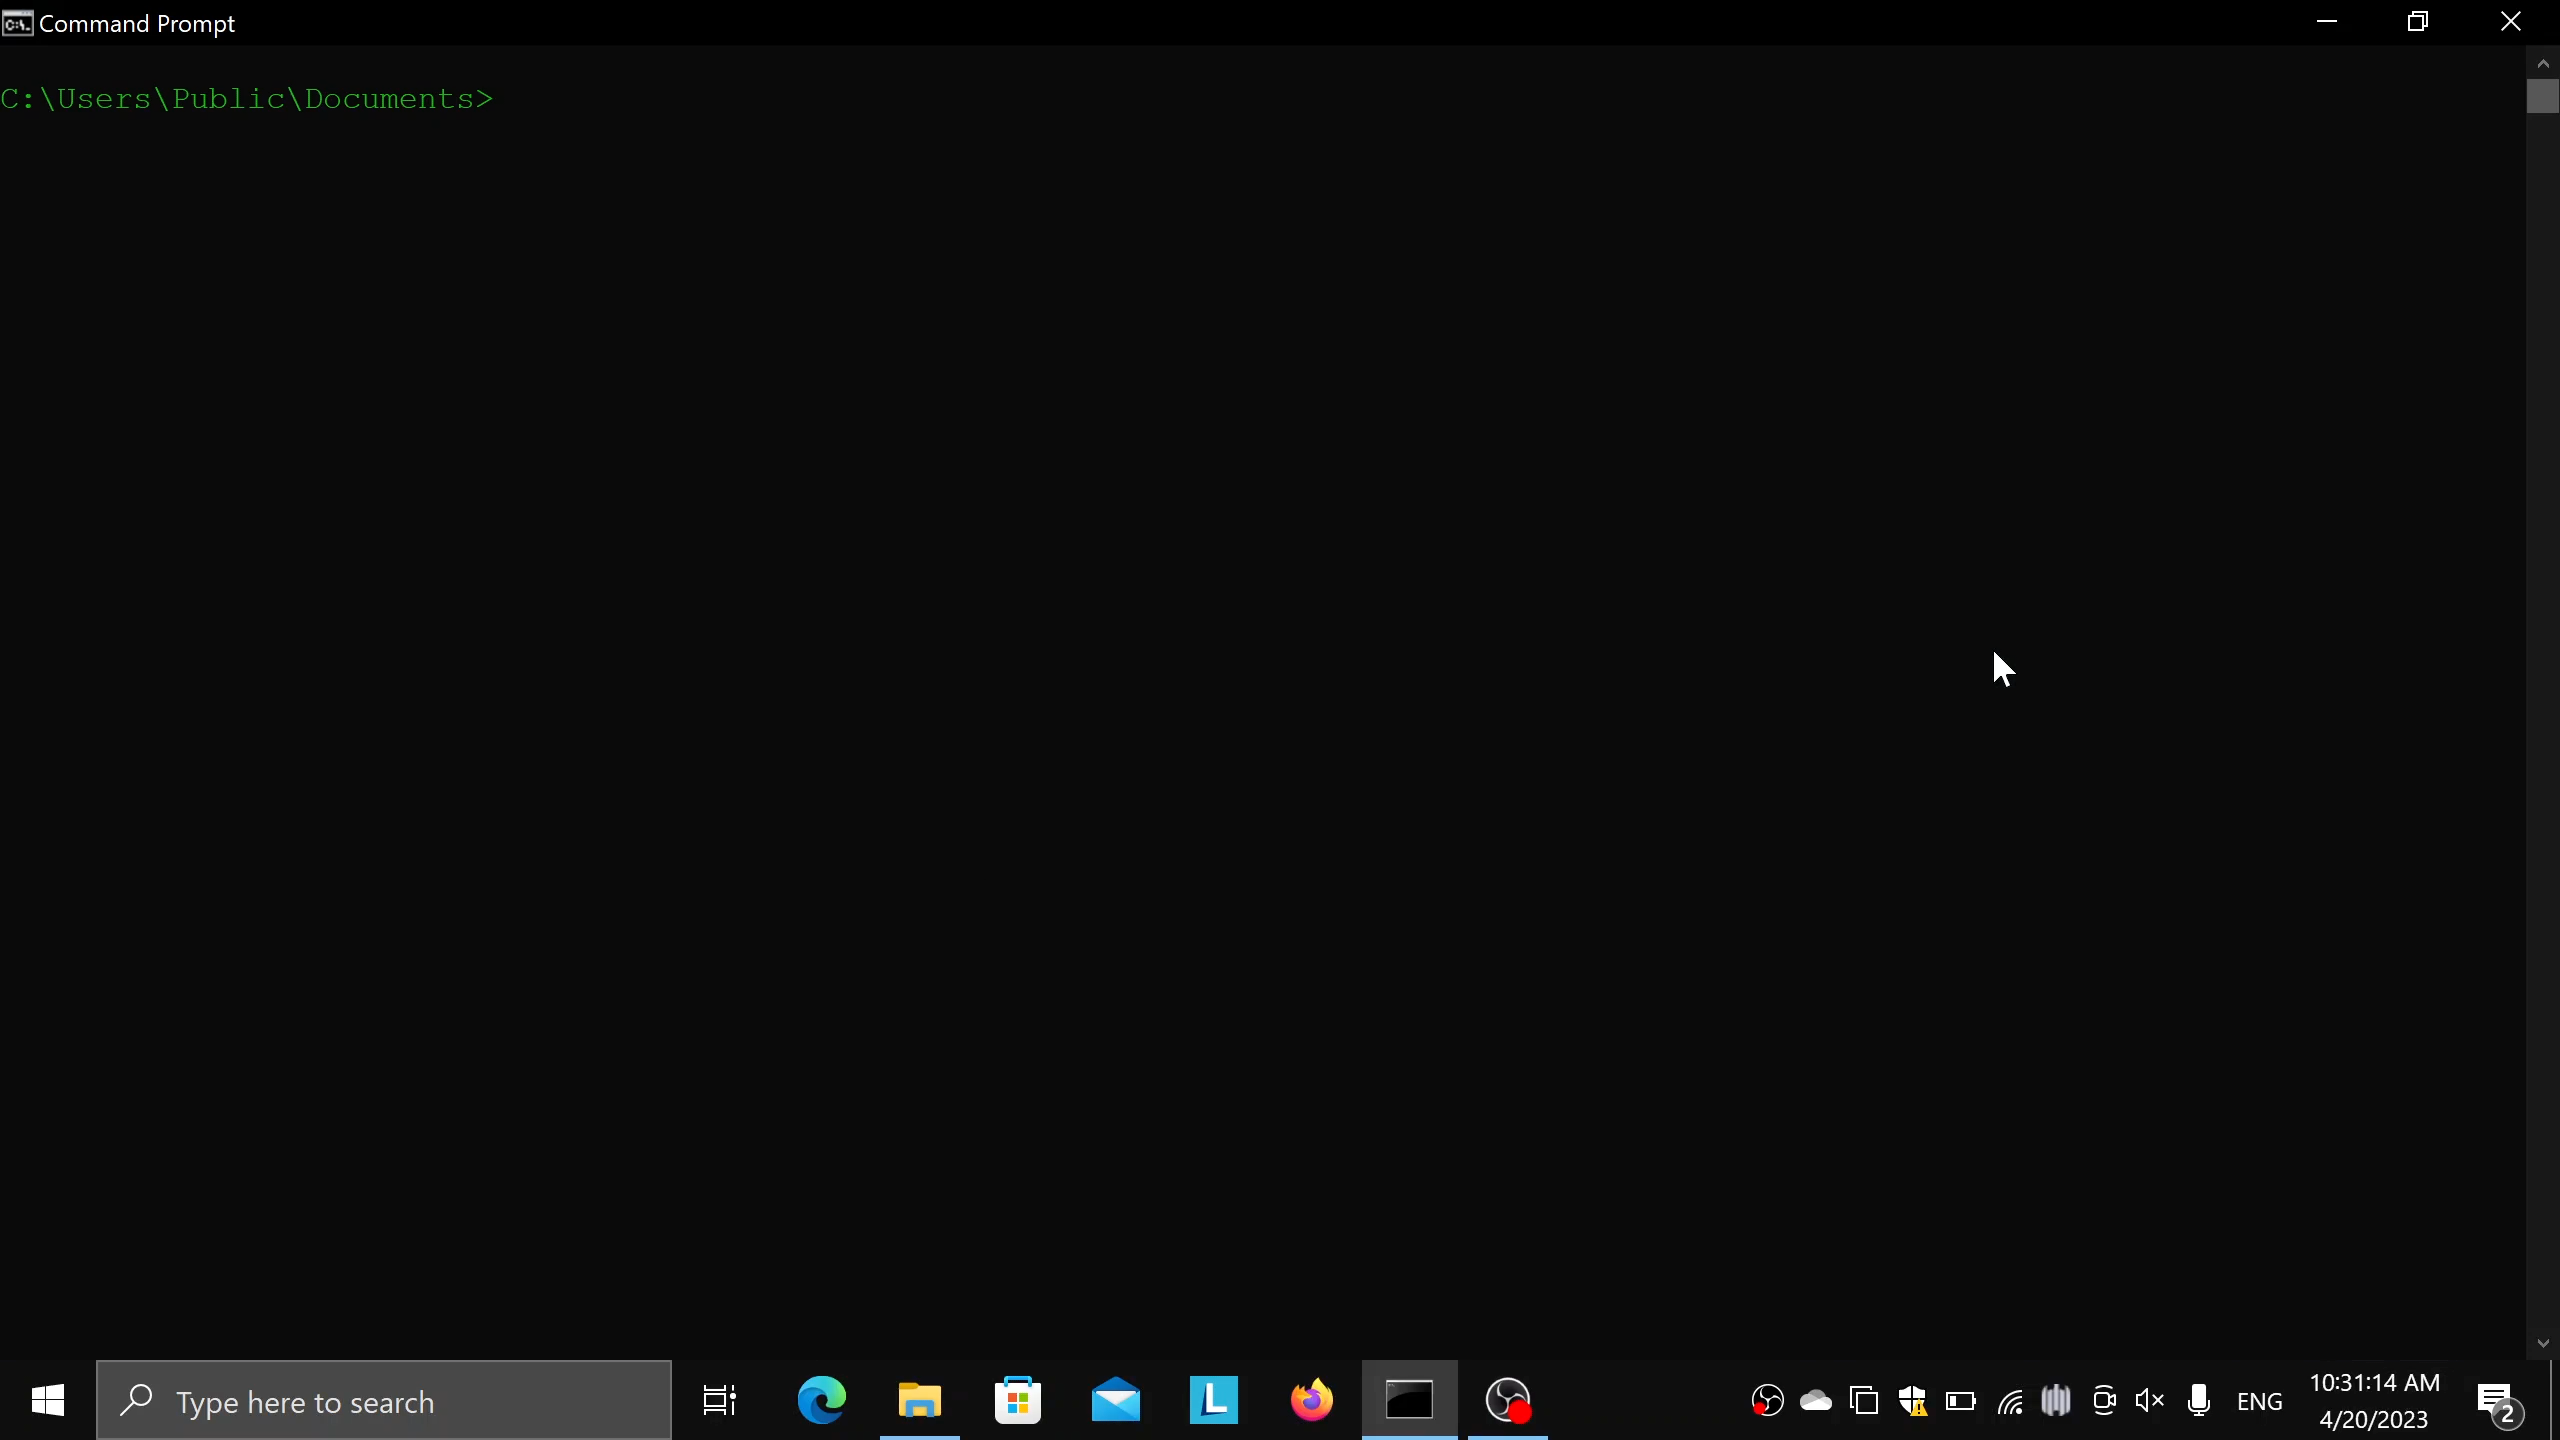 Command Prompt
C:\Users\Public\Documents>
Type here to search
L
ENG
10:31:14 AM
4/20/2023
2